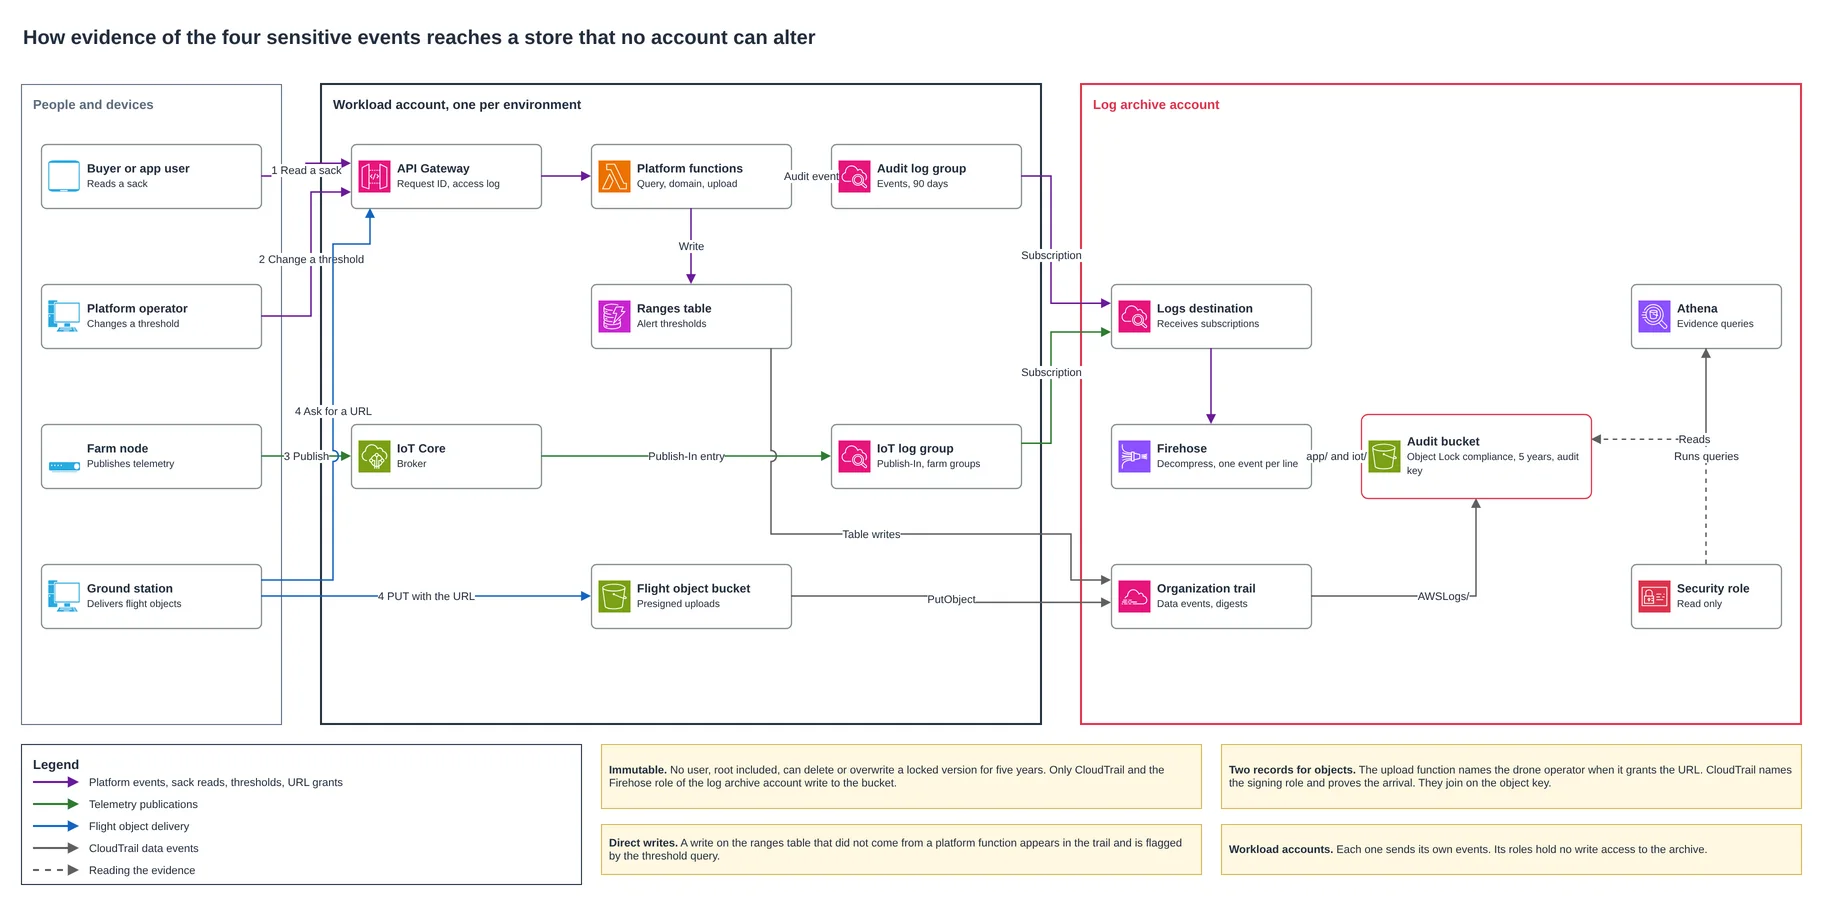 How evidence of the four sensitive events reaches a store that no account can alter
People and devices
Workload account, one per environment
Log archive account
Buyer or app user
Reads a sack
1 Read a sack
API Gateway
Request ID, access log
Platform functions
Query, domain, upload
Audit event
Audit log group
Events, 90 days
Write
2 Change a threshold
Subscription
Platform operator
Changes a threshold
Ranges table
Alert thresholds
Logs destination
Receives subscriptions
Athena
Evidence queries
Subscription
4 Ask for a URL
Farm node
Publishes telemetry
3 Publish
IoT Core
Broker
Publish-In entry
IoT log group
Publish-In, farm groups
Firehose
Decompress, one event per line
app/ and iot/
Audit bucket
Object Lock compliance, 5 years, audit
key
Reads
Runs queries
Table writes
Ground station
Delivers flight objects
4 PUT with the URL
Flight object bucket
Presigned uploads
PutObject
Organization trail
Data events, digests
AWSLogs/
Security role
Read only
Legend
Platform events, sack reads, thresholds, URL grants
Telemetry publications
Flight object delivery
CloudTrail data events
Reading the evidence
Immutable. No user, root included, can delete or overwrite a locked version for five years. Only CloudTrail and the
Firehose role of the log archive account write to the bucket.
Two records for objects. The upload function names the drone operator when it grants the URL. CloudTrail names
the signing role and proves the arrival. They join on the object key.
Direct writes. A write on the ranges table that did not come from a platform function appears in the trail and is flagged
by the threshold query.
Workload accounts. Each one sends its own events. Its roles hold no write access to the archive.